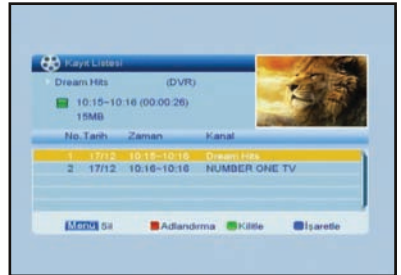 Kayıt Listesi
Dream Hits (DVR)
10:15~10:16 (00:00:26)
15MB
No. Tarih Zaman Kanal
1 17/12 10:15~10:16 Dream Hits
2 17/12 10:16~10:16 NUMBER ONE TV
Menü Sil Adlandırma Kilitle İşaretle